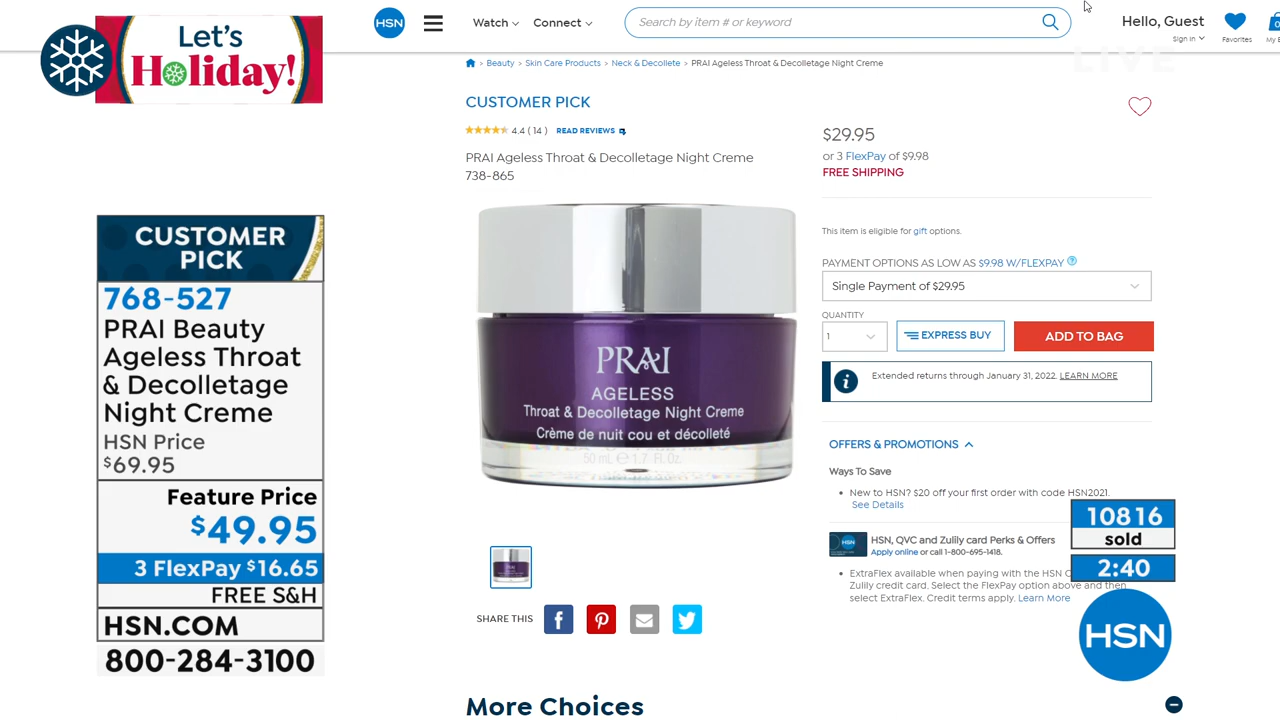 Let's
Holiday!
HSN
Watch
Connect
Search by item # or keyword
Hello, Guest
Sign In
Favorites
0
LIVE
> Beauty > Skin Care Products > Neck & Decollete > PRAI Ageless Throat & Decolletage Night Creme
CUSTOMER PICK
4.4 ( 14 ) READ REVIEWS
PRAI Ageless Throat & Decolletage Night Creme
738-865
$29.95
or 3 FlexPay of $9.98
FREE SHIPPING
This item is eligible for gift options.
PAYMENT OPTIONS AS LOW AS $9.98 W/FLEXPAY ?
Single Payment of $29.95
QUANTITY
1
EXPRESS BUY
ADD TO BAG
i
Extended returns through January 31, 2022. LEARN MORE
OFFERS & PROMOTIONS
Ways To Save
• New to HSN? $20 off your first order with code HSN2021.
See Details
HSN, QVC and Zulily card Perks & Offers
Apply online or call 1-800-695-1418.
• ExtraFlex available when paying with the HSN
Zulily credit card. Select the FlexPay option above and then
select ExtraFlex. Credit terms apply. Learn More
PRAI
AGELESS
Throat & Decolletage Night Creme
Crème de nuit cou et décolleté
50 mL e 1.7 Fl. Oz.
PRAI
SHARE THIS
More Choices
CUSTOMER
PICK
768-527
PRAI Beauty
Ageless Throat
& Decolletage
Night Creme
HSN Price
$69.95
Feature Price
$49.95
3 FlexPay $16.65
FREE S&H
HSN.COM
800-284-3100
10816
sold
2:40
HSN